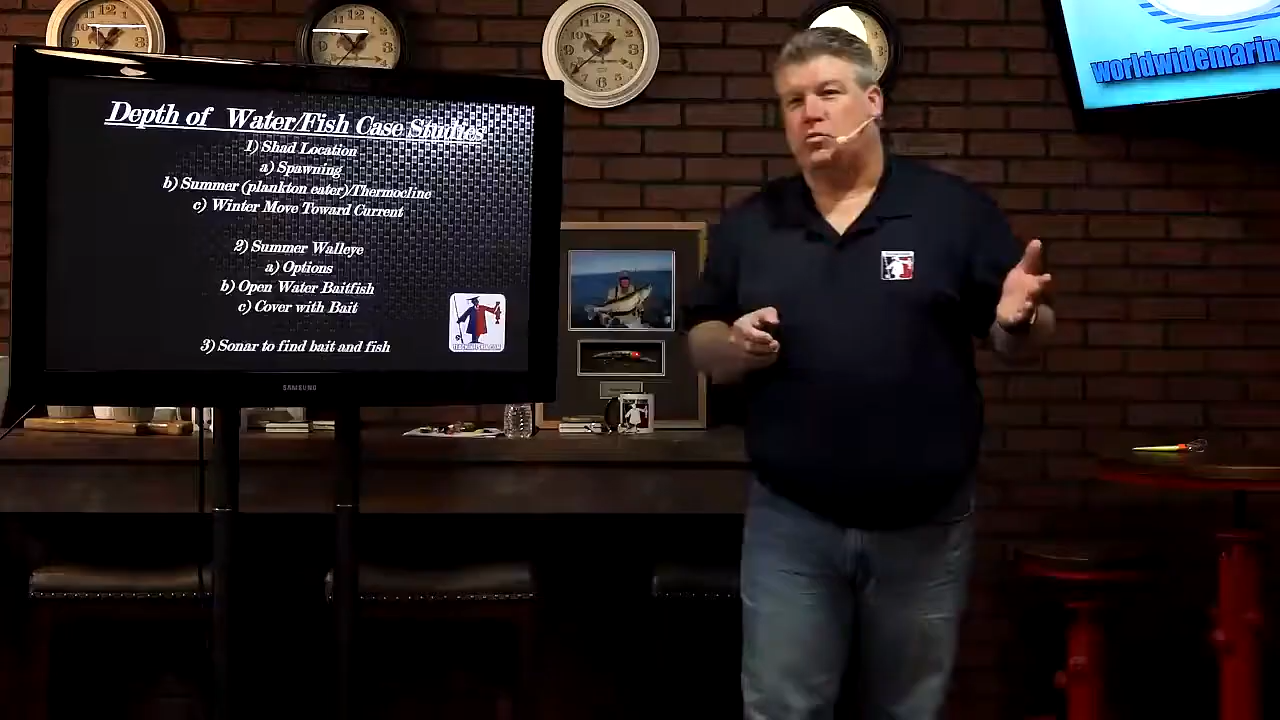 Depth of Water/Fish Case Studies
1) Shad Location
a) Spawning
b) Summer (plankton eater)/Thermocline
c) Winter Move Toward Current
2) Summer Walleye
a) Options
b) Open Water Baitfish
c) Cover with Bait
3) Sonar to find bait and fish
SAMSUNG
worldwidemarin